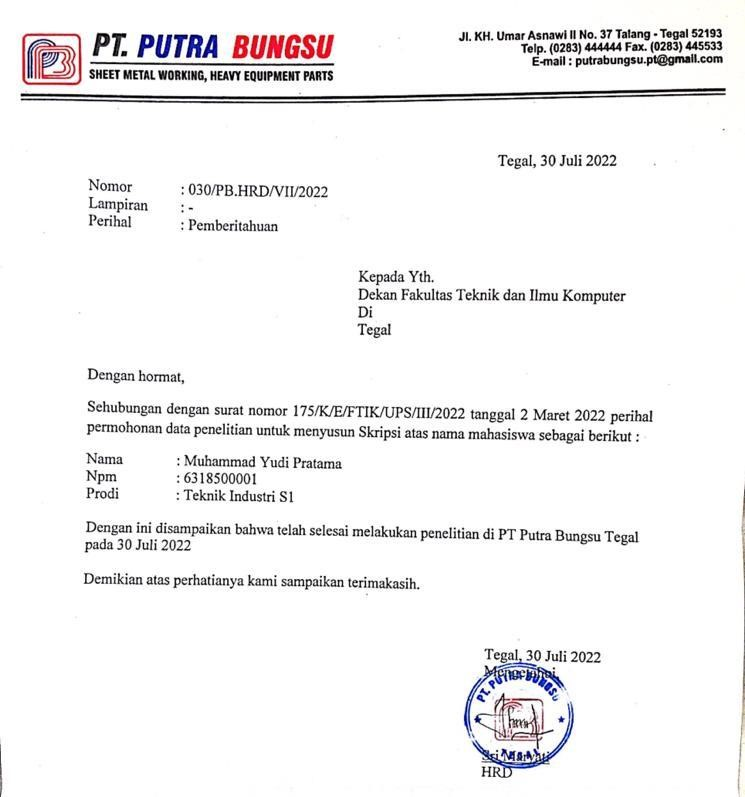 PT. PUTRA BUNGSU
SHEET METAL WORKING, HEAVY EQUIPMENT PARTS
Jl. KH. Umar Asnawi II No. 37 Talang - Tegal 52193
Telp. (0283) 444444 Fax. (0283) 445533
E-mail : putrabungsu.pt@gmail.com
Tegal, 30 Juli 2022
Nomor : 030/PB.HRD/VII/2022
Lampiran : -
Perihal : Pemberitahuan
Kepada Yth.
Dekan Fakultas Teknik dan Ilmu Komputer
Di
Tegal
Dengan hormat,
Sehubungan dengan surat nomor 175/K/E/FTIK/UPS/III/2022 tanggal 2 Maret 2022 perihal
permohonan data penelitian untuk menyusun Skripsi atas nama mahasiswa sebagai berikut :
Nama : Muhammad Yudi Pratama
Npm : 6318500001
Prodi : Teknik Industri S1
Dengan ini disampaikan bahwa telah selesai melakukan penelitian di PT Putra Bungsu Tegal
pada 30 Juli 2022
Demikian atas perhatianya kami sampaikan terimakasih.
Tegal, 30 Juli 2022
Mengetahui,
PT. PUTRA BUNGSU
TEGAL
Sri Maryati
HRD